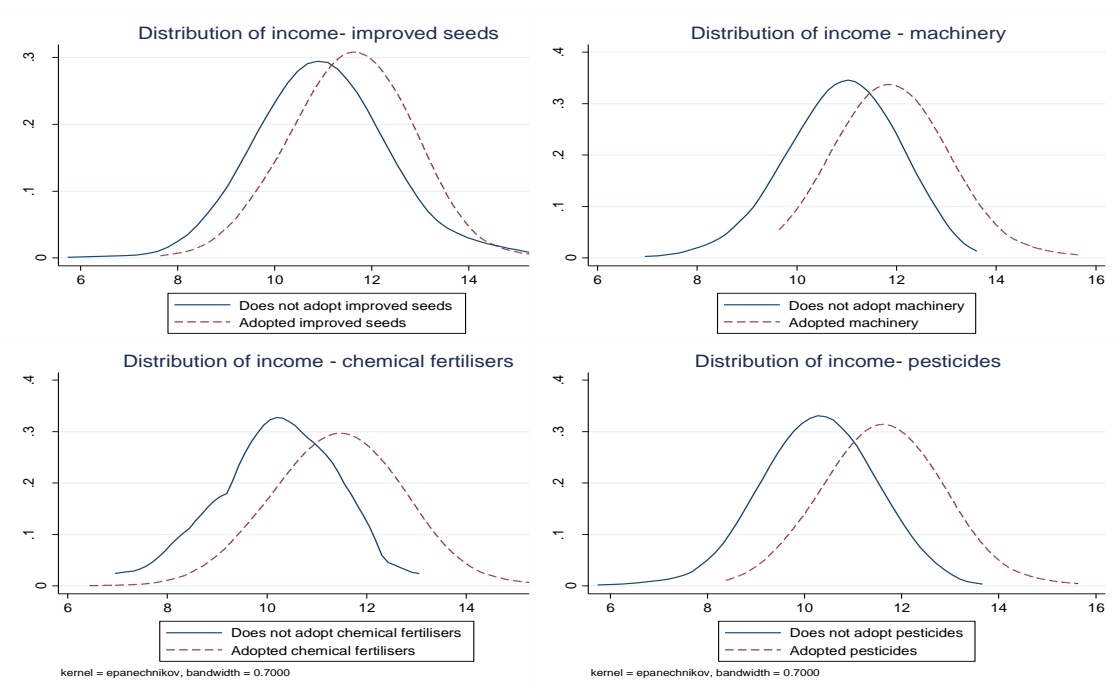 Distribution of income- improved seeds
.3
.2
.1
0
6 8 10 12 14
Does not adopt improved seeds
Adopted improved seeds
Distribution of income - machinery
.4
.3
.2
.1
0
6 8 10 12 14 16
Does not adopt machinery
Adopted machinery
Distribution of income - chemical fertilisers
.4
.3
.2
.1
0
6 8 10 12 14
Does not adopt chemical fertilisers
Adopted chemical fertilisers
kernel = epanechnikov, bandwidth = 0.7000
Distribution of income- pesticides
.4
.3
.2
.1
0
6 8 10 12 14 16
Does not adopt pesticides
Adopted pesticides
kernel = epanechnikov, bandwidth = 0.7000